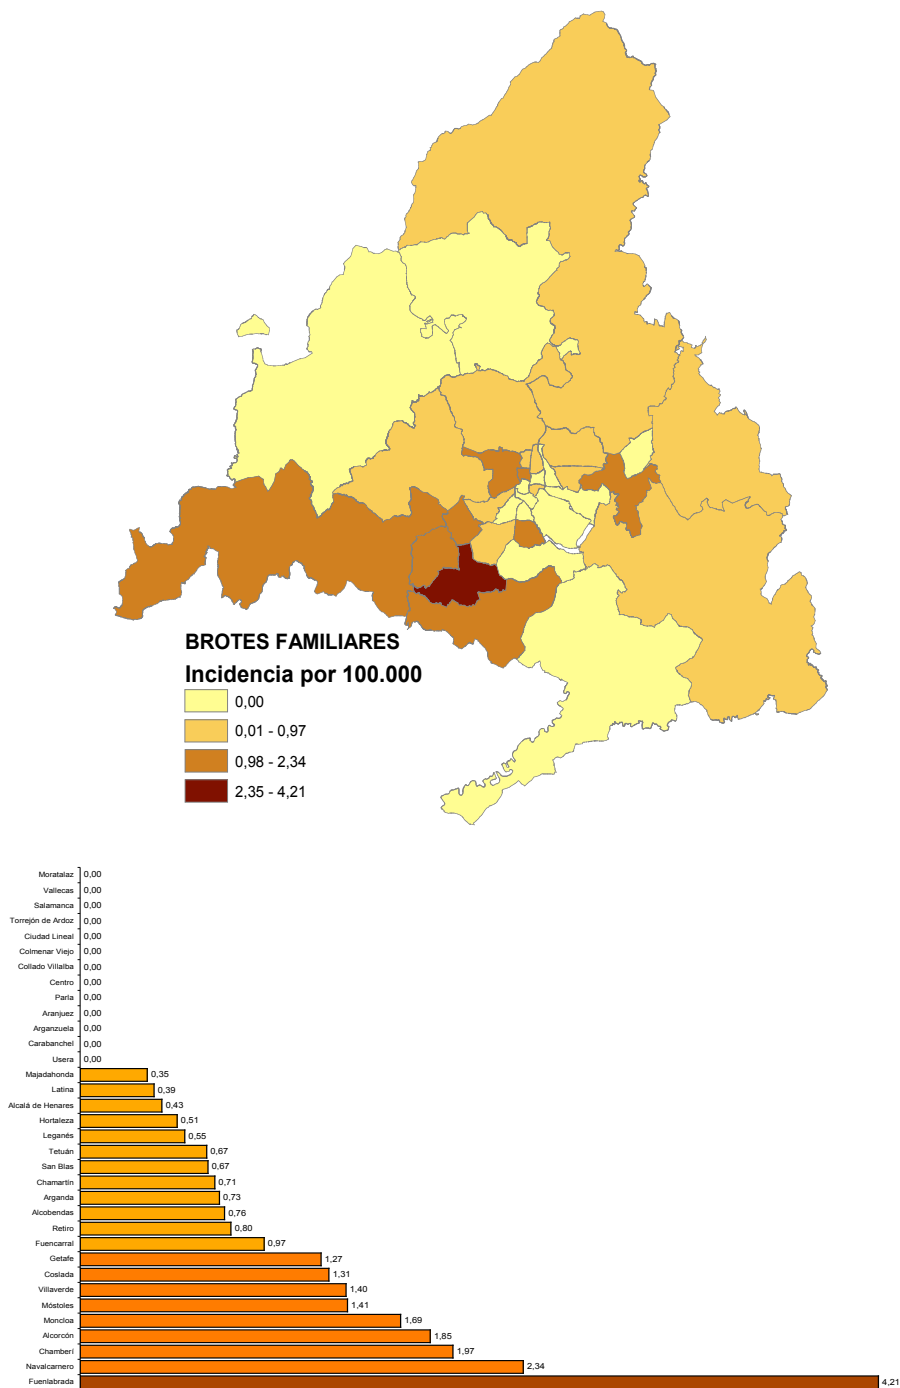 BROTES FAMILIARES
Incidencia por 100.000
0,00
0,01 - 0,97
0,98 - 2,34
2,35 - 4,21
Moratalaz 0,00
Vallecas 0,00
Salamanca 0,00
Torrejón de Ardoz 0,00
Ciudad Lineal 0,00
Colmenar Viejo 0,00
Collado Villalba 0,00
Centro 0,00
Parla 0,00
Aranjuez 0,00
Arganzuela 0,00
Carabanchel 0,00
Usera 0,00
Majadahonda 0,35
Latina 0,39
Alcalá de Henares 0,43
Hortaleza 0,51
Leganés 0,55
Tetuán 0,67
San Blas 0,67
Chamartín 0,71
Arganda 0,73
Alcobendas 0,76
Retiro 0,80
Fuencarral 0,97
Getafe 1,27
Coslada 1,31
Villaverde 1,40
Móstoles 1,41
Moncloa 1,69
Alcorcón 1,85
Chamberí 1,97
Navalcarnero 2,34
Fuenlabrada 4,21